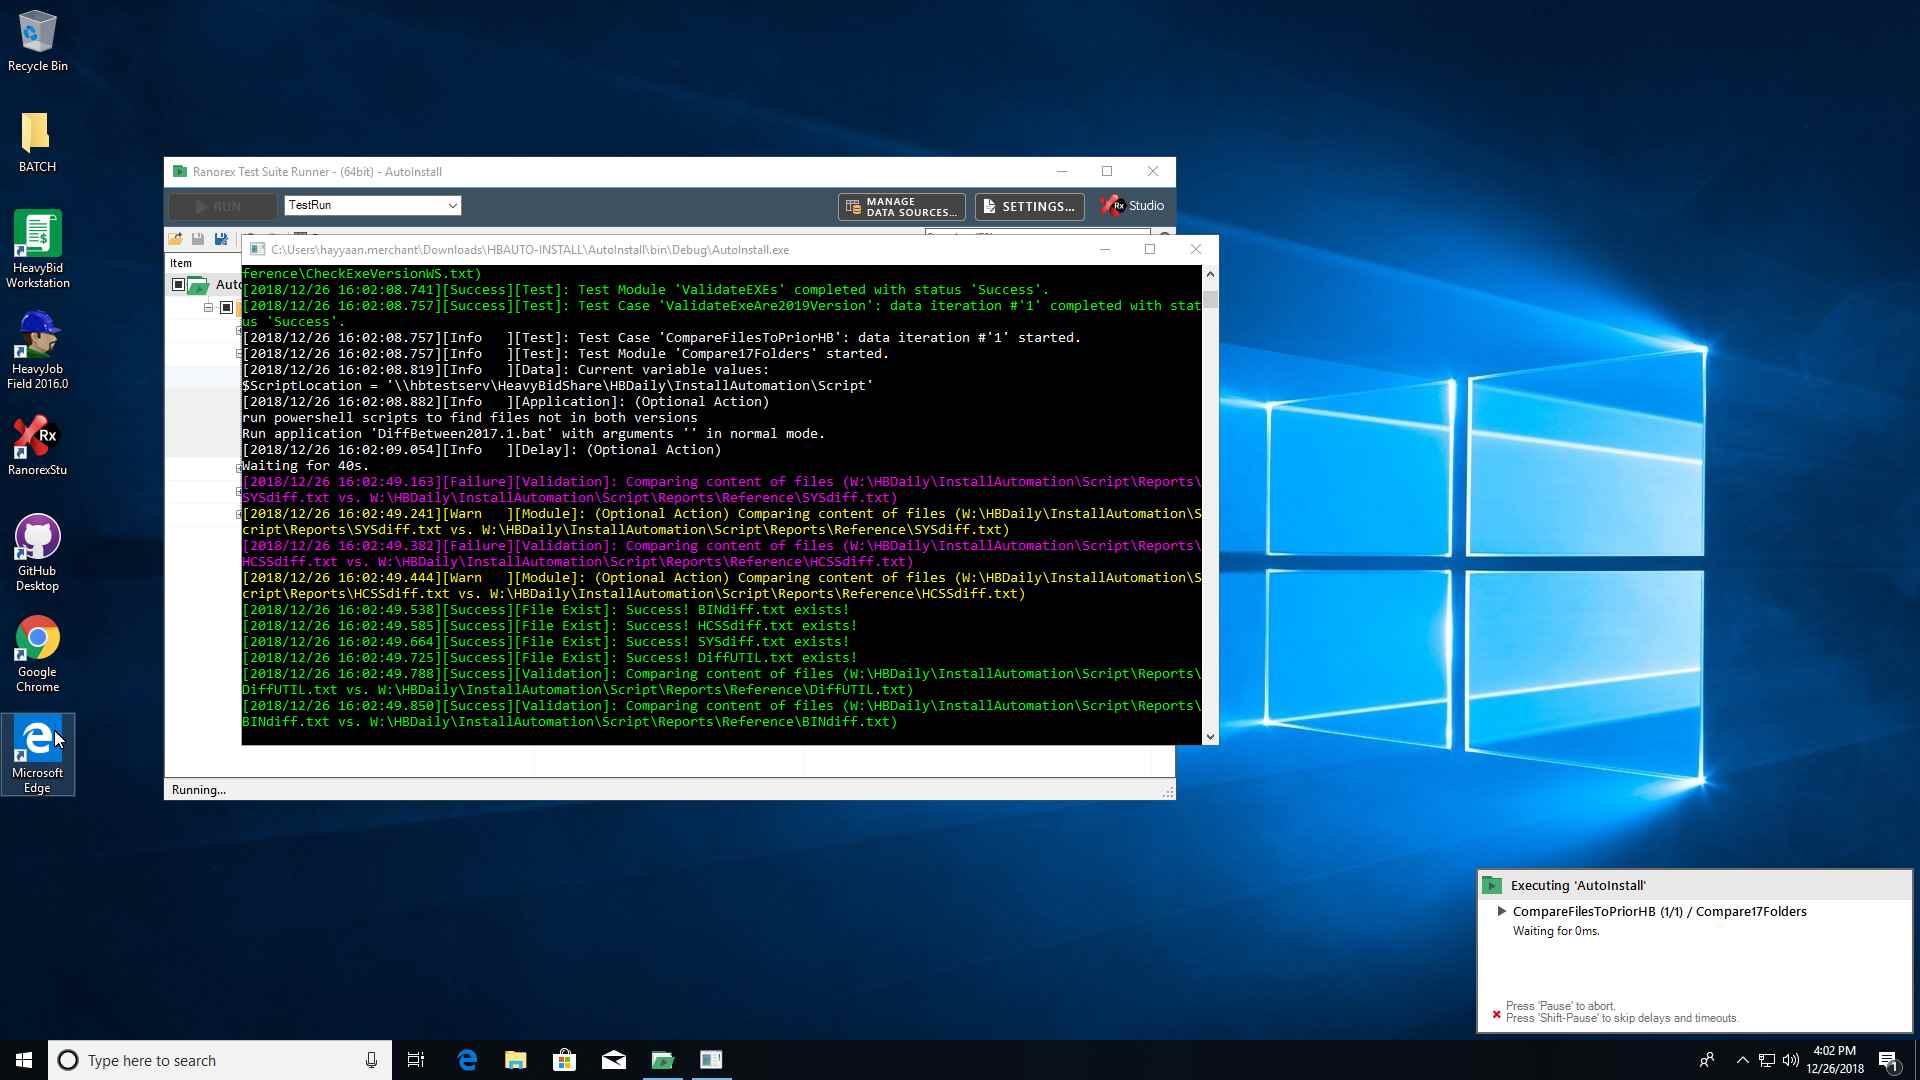 Recycle Bin
BATCH
HeavyBid
Workstation
HeavyJob
Field 2016.0
RanorexStu
GitHub
Desktop
Google
Chrome
Microsoft
Edge
Ranorex Test Suite Runner - (64bit) - AutoInstall
RUN
TestRun
MANAGE
DATA SOURCES...
SETTINGS...
Rx Studio
Item
Auto
C:\Users\hayyaan.merchant\Downloads\HBAUTO-INSTALL\AutoInstall\bin\Debug\AutoInstall.exe
ference\CheckExeVersionWS.txt)
[2018/12/26 16:02:08.741][Success][Test]: Test Module 'ValidateEXEs' completed with status 'Success'.
[2018/12/26 16:02:08.757][Success][Test]: Test Case 'ValidateExeAre2019Version': data iteration #'1' completed with stat
us 'Success'.
[2018/12/26 16:02:08.757][Info   ][Test]: Test Case 'CompareFilesToPriorHB': data iteration #'1' started.
[2018/12/26 16:02:08.757][Info   ][Test]: Test Module 'Compare17Folders' started.
[2018/12/26 16:02:08.819][Info   ][Data]: Current variable values:
$ScriptLocation = '\\hbtestserv\HeavyBidShare\HBDaily\InstallAutomation\Script'
[2018/12/26 16:02:08.882][Info   ][Application]: (Optional Action)
run powershell scripts to find files not in both versions
Run application 'DiffBetween2017.1.bat' with arguments '' in normal mode.
[2018/12/26 16:02:09.054][Info   ][Delay]: (Optional Action)
Waiting for 40s.
[2018/12/26 16:02:49.163][Failure][Validation]: Comparing content of files (W:\HBDaily\InstallAutomation\Script\Reports\
SYSdiff.txt vs. W:\HBDaily\InstallAutomation\Script\Reports\Reference\SYSdiff.txt)
[2018/12/26 16:02:49.241][Warn   ][Module]: (Optional Action) Comparing content of files (W:\HBDaily\InstallAutomation\S
cript\Reports\SYSdiff.txt vs. W:\HBDaily\InstallAutomation\Script\Reports\Reference\SYSdiff.txt)
[2018/12/26 16:02:49.382][Failure][Validation]: Comparing content of files (W:\HBDaily\InstallAutomation\Script\Reports\
HCSSdiff.txt vs. W:\HBDaily\InstallAutomation\Script\Reports\Reference\HCSSdiff.txt)
[2018/12/26 16:02:49.444][Warn   ][Module]: (Optional Action) Comparing content of files (W:\HBDaily\InstallAutomation\S
cript\Reports\HCSSdiff.txt vs. W:\HBDaily\InstallAutomation\Script\Reports\Reference\HCSSdiff.txt)
[2018/12/26 16:02:49.538][Success][File Exist]: Success! BINdiff.txt exists!
[2018/12/26 16:02:49.585][Success][File Exist]: Success! HCSSdiff.txt exists!
[2018/12/26 16:02:49.664][Success][File Exist]: Success! SYSdiff.txt exists!
[2018/12/26 16:02:49.725][Success][File Exist]: Success! DiffUTIL.txt exists!
[2018/12/26 16:02:49.788][Success][Validation]: Comparing content of files (W:\HBDaily\InstallAutomation\Script\Reports\
DiffUTIL.txt vs. W:\HBDaily\InstallAutomation\Script\Reports\Reference\DiffUTIL.txt)
[2018/12/26 16:02:49.850][Success][Validation]: Comparing content of files (W:\HBDaily\InstallAutomation\Script\Reports\
BINdiff.txt vs. W:\HBDaily\InstallAutomation\Script\Reports\Reference\BINdiff.txt)
Running...
Executing 'AutoInstall'
CompareFilesToPriorHB (1/1) / Compare17Folders
Waiting for 0ms.
Press 'Pause' to abort.
Press 'Shift-Pause' to skip delays and timeouts.
Type here to search
4:02 PM
12/26/2018
1